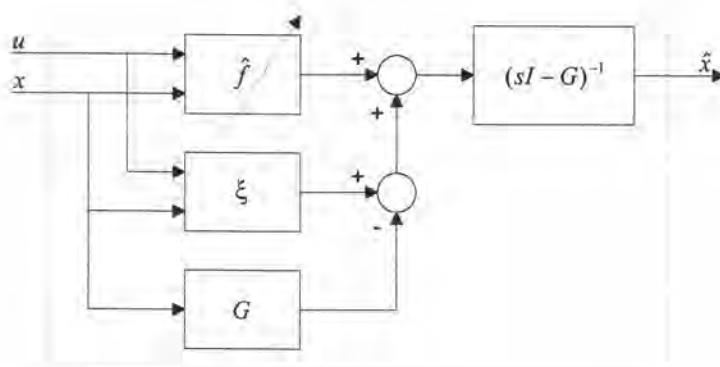 u
x
f̂
+
+
(sI − G)⁻¹
x̂
ξ
+
-
G